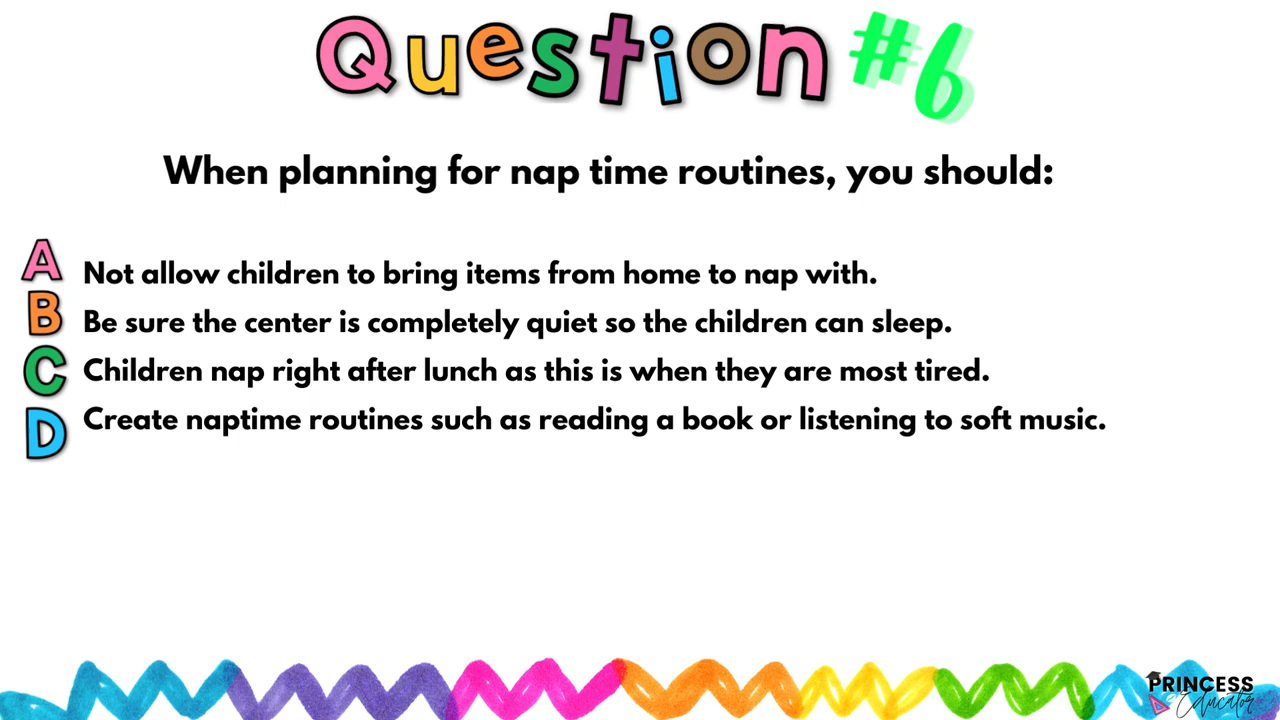 Question #6
When planning for nap time routines, you should:
A Not allow children to bring items from home to nap with.
B Be sure the center is completely quiet so the children can sleep.
C Children nap right after lunch as this is when they are most tired.
D Create naptime routines such as reading a book or listening to soft music.
PRINCESS
Educator